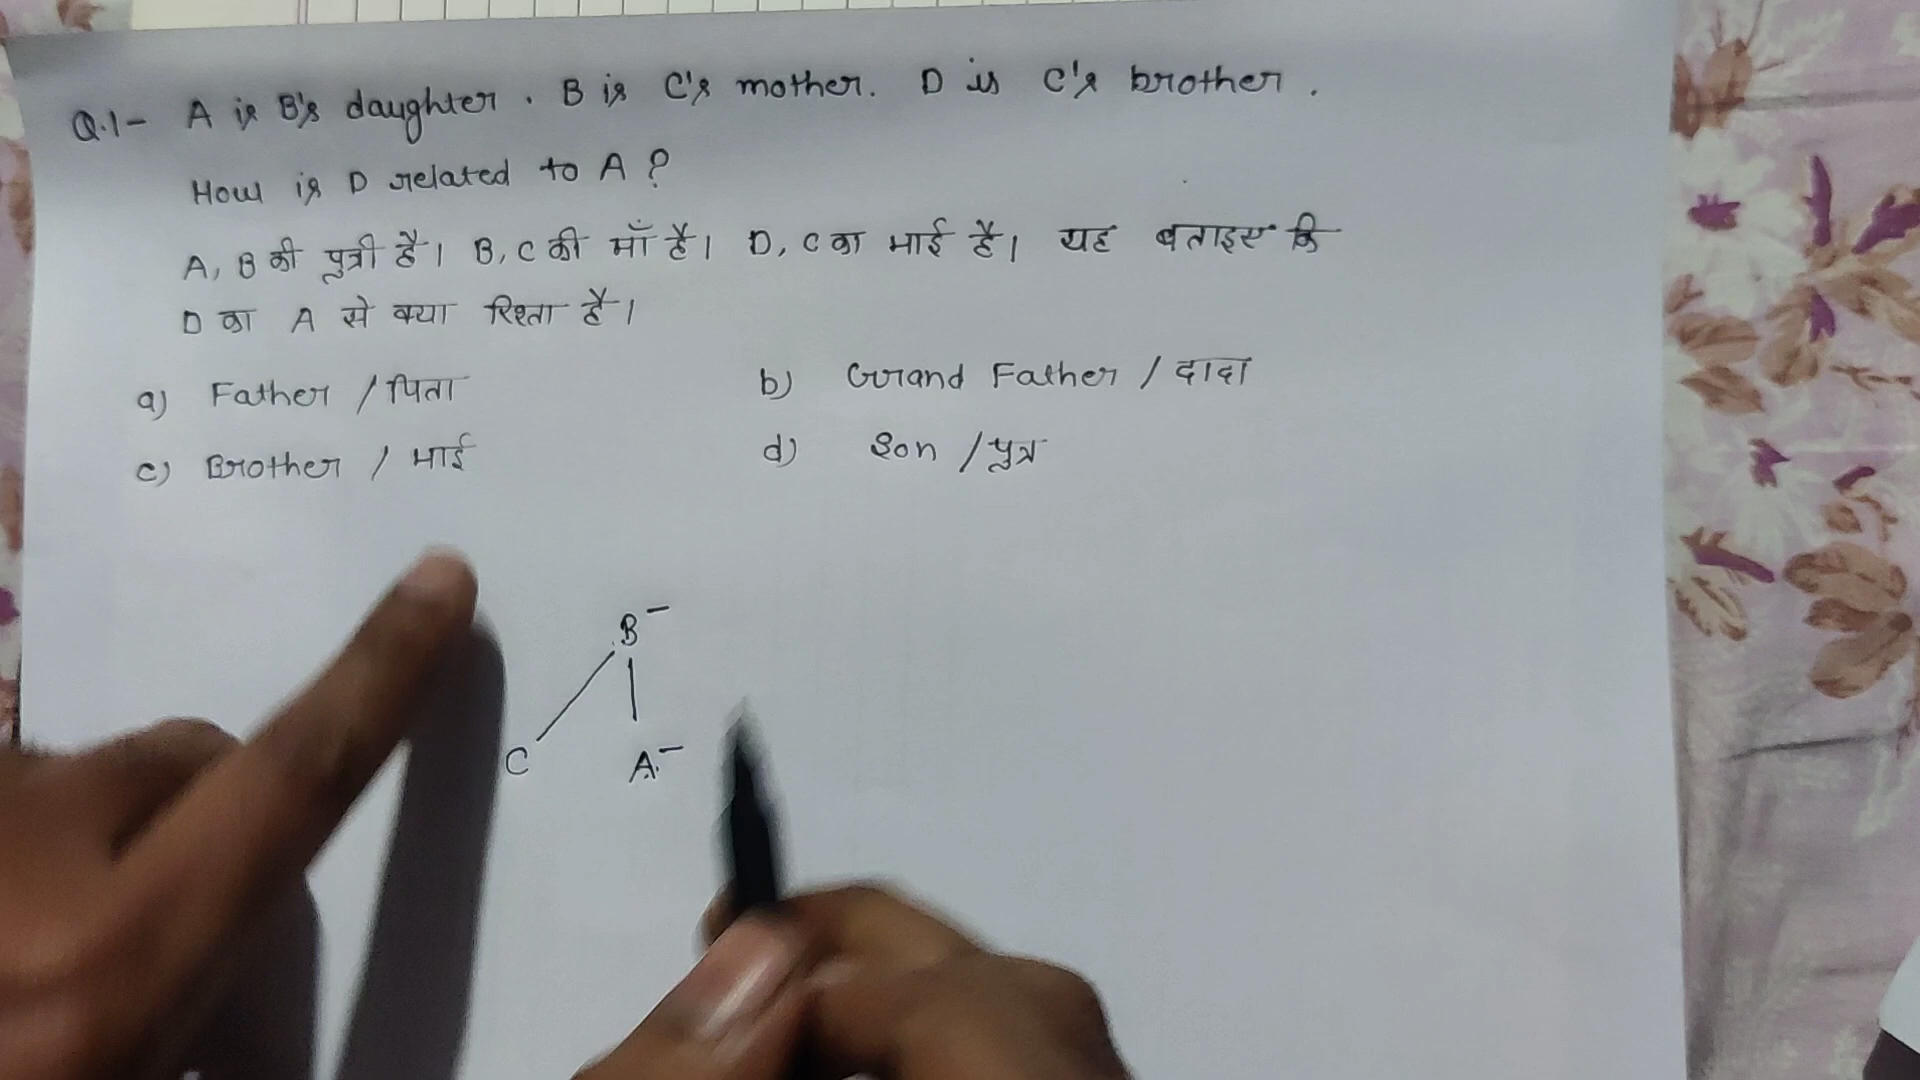 Q.1- A is B's daughter. B is C's mother. D is C's brother.
How is D related to A?
A, B की पुत्री है। B, C की माँ है। D, C का भाई है। यह बताइए कि
D का A से क्या रिश्ता है।
a) Father / पिता
b) Grand Father / दादा
c) Brother / भाई
d) Son / पुत्र
B -
C A -